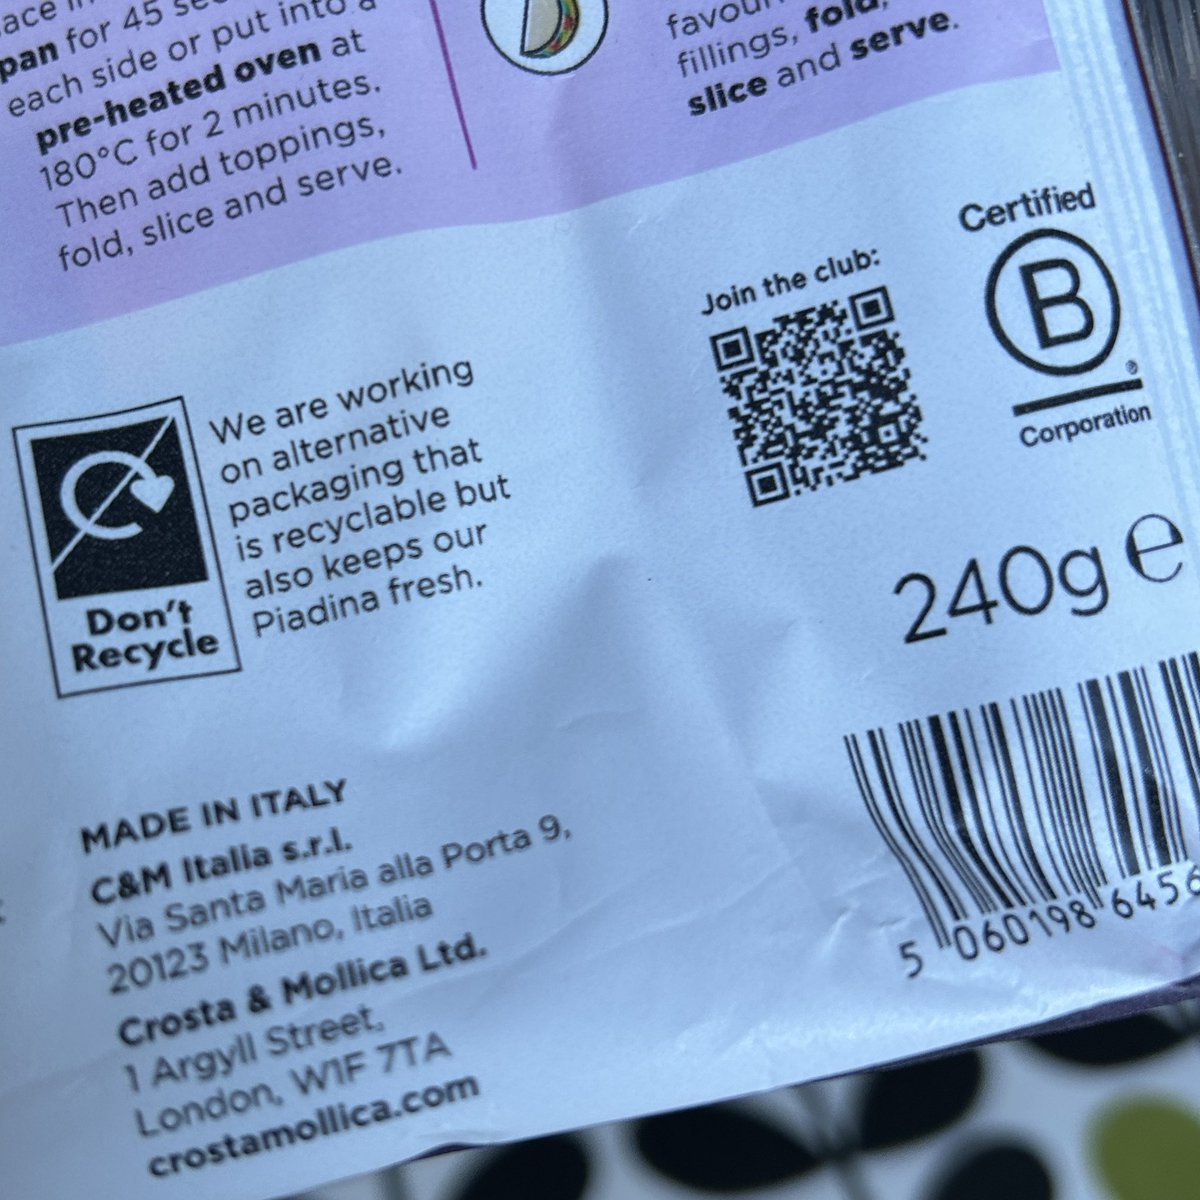 pan for 45
each side or put into a
pre-heated oven at
180°C for 2 minutes.
Then add toppings,
fold, slice and serve.
fillings, fold,
slice and serve.
Join the club:
Certified
B
®
Corporation
We are working
on alternative
packaging that
is recyclable but
also keeps our
Piadina fresh.
Don't
Recycle
240g e
MADE IN ITALY
C&M Italia s.r.l.
Via Santa Maria alla Porta 9,
20123 Milano, Italia
Crosta & Mollica Ltd.
1 Argyll Street,
London, W1F 7TA
crostamollica.com
5 060198 6456